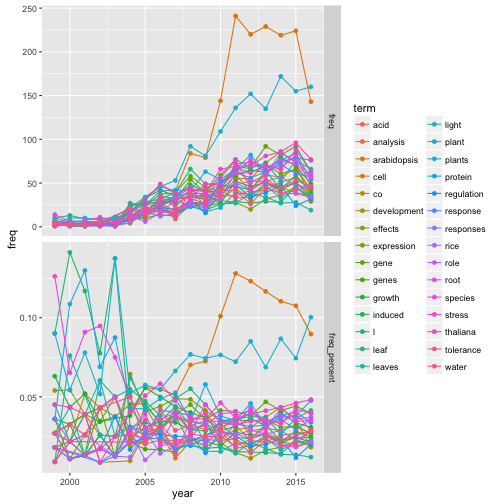 250
200
150
100
50
0
freq
0.10
0.05
freq_percent
freq
2000 2005 2010 2015
year
term
acid
analysis
arabidopsis
cell
co
development
effects
expression
gene
genes
growth
induced
l
leaf
leaves
light
plant
plants
protein
regulation
response
responses
rice
role
root
species
stress
thaliana
tolerance
water